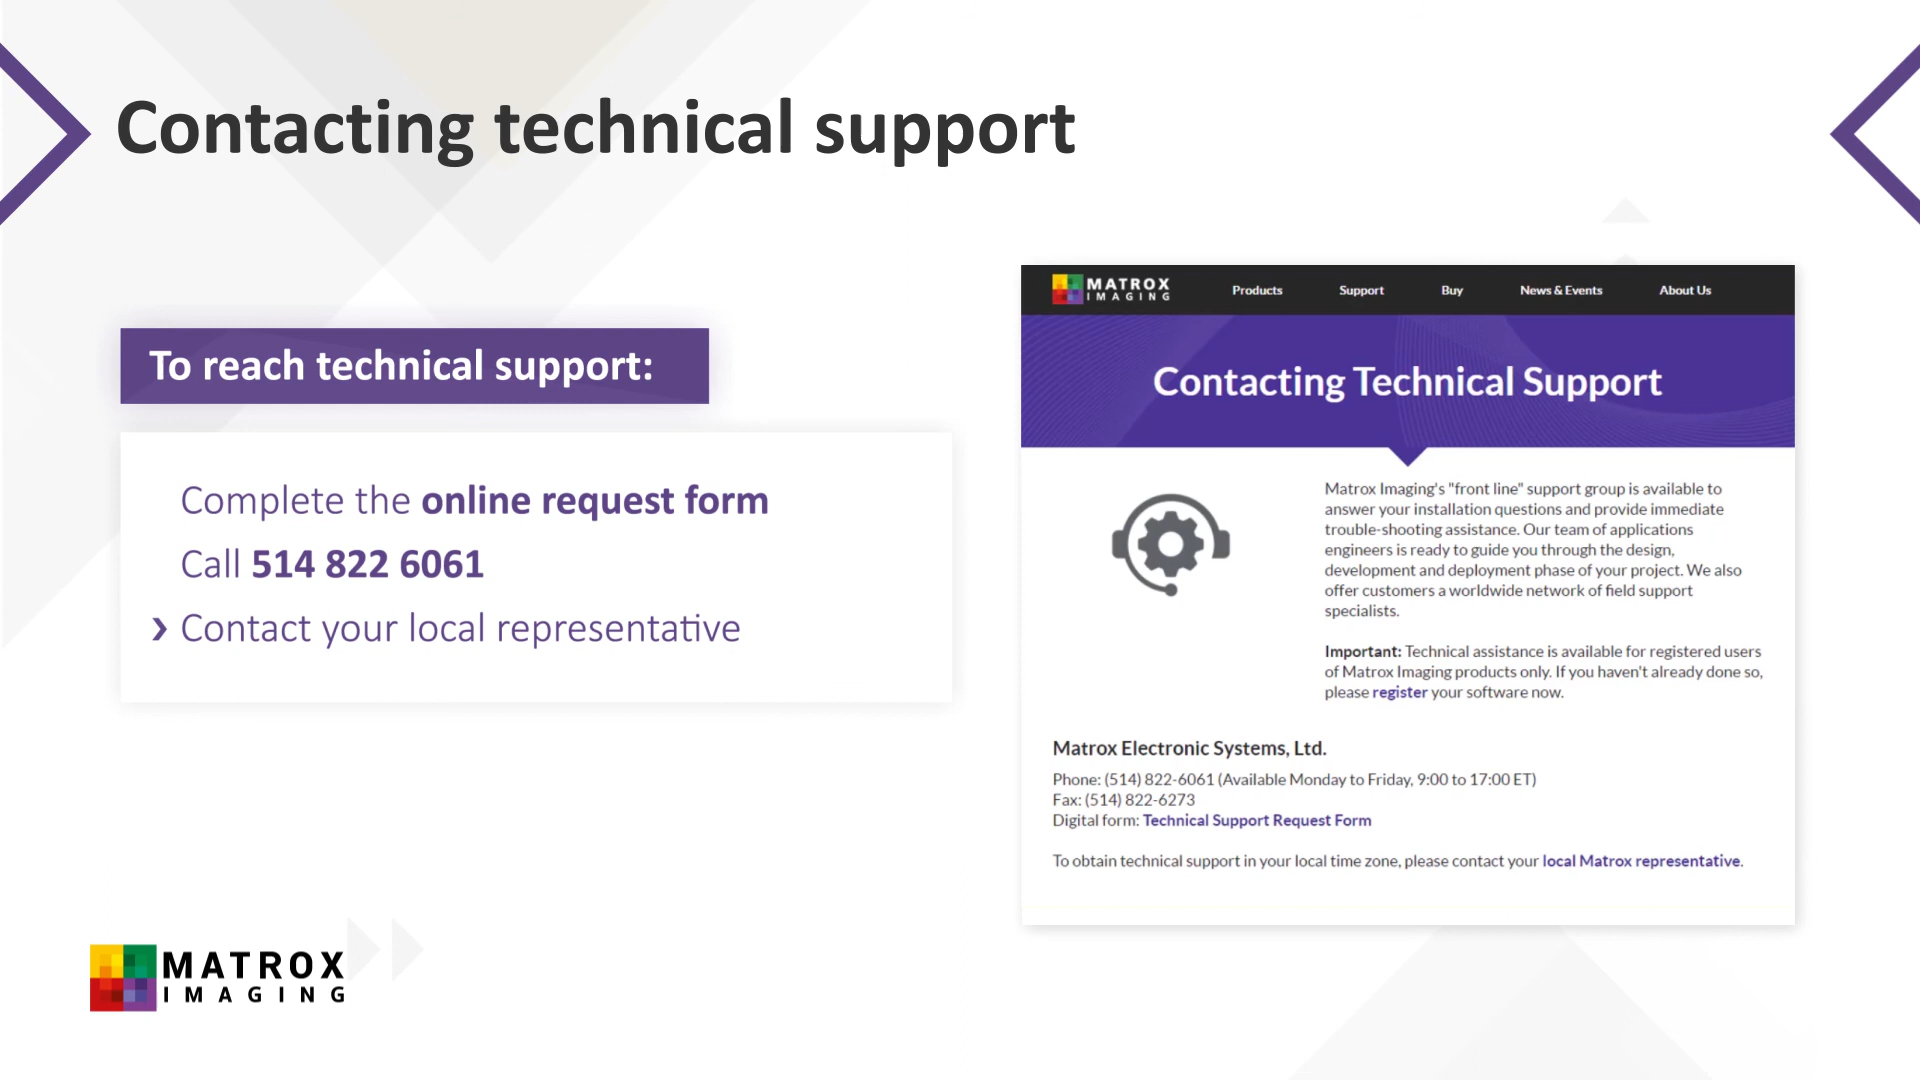 Contacting technical support
To reach technical support:
Complete the online request form
Call 514 822 6061
› Contact your local representative
MATROX
IMAGING
Products Support Buy News & Events About Us
Contacting Technical Support
Matrox Imaging's "front line" support group is available to
answer your installation questions and provide immediate
trouble-shooting assistance. Our team of applications
engineers is ready to guide you through the design,
development and deployment phase of your project. We also
offer customers a worldwide network of field support
specialists.
Important: Technical assistance is available for registered users
of Matrox Imaging products only. If you haven't already done so,
please register your software now.
Matrox Electronic Systems, Ltd.
Phone: (514) 822-6061 (Available Monday to Friday, 9:00 to 17:00 ET)
Fax: (514) 822-6273
Digital form: Technical Support Request Form
To obtain technical support in your local time zone, please contact your local Matrox representative.
MATROX
IMAGING